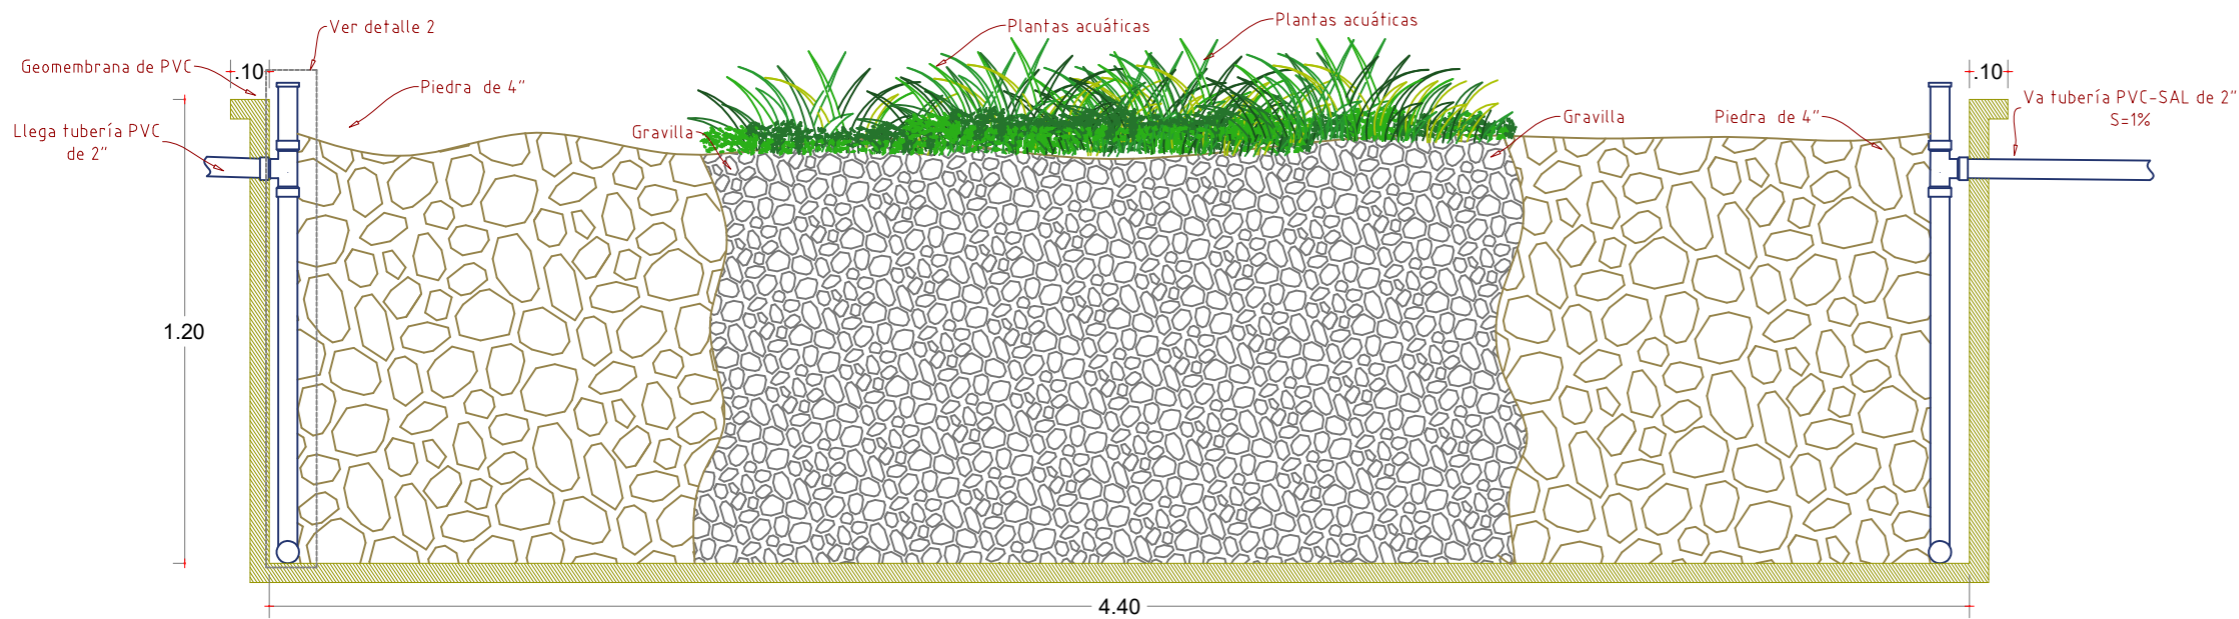 Ver detalle 2
Plantas acuáticas
Plantas acuáticas
Geomembrana de PVC
.10
.10
Piedra de 4"
Va tubería PVC-SAL de 2"
S=1%
Llega tubería PVC
de 2"
Gravilla
Gravilla
Piedra de 4"
1.20
4.40